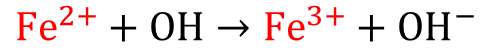 Fe²⁺ + OH → Fe³⁺ + OH⁻